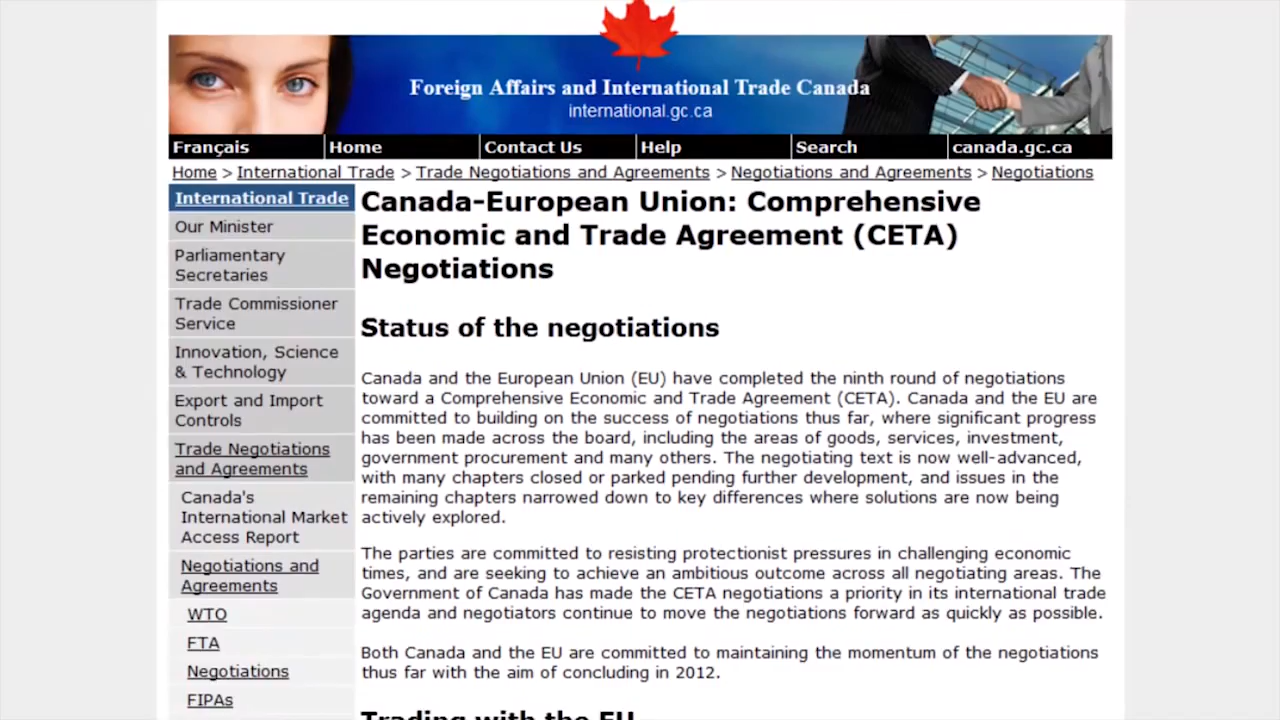 Foreign Affairs and International Trade Canada
international.gc.ca
Français Home Contact Us Help Search canada.gc.ca
Home > International Trade > Trade Negotiations and Agreements > Negotiations and Agreements > Negotiations
International Trade
Our Minister
Parliamentary
Secretaries
Trade Commissioner
Service
Innovation, Science
& Technology
Export and Import
Controls
Trade Negotiations
and Agreements
Canada's
International Market
Access Report
Negotiations and
Agreements
WTO
FTA
Negotiations
FIPAs
Canada-European Union: Comprehensive
Economic and Trade Agreement (CETA)
Negotiations
Status of the negotiations
Canada and the European Union (EU) have completed the ninth round of negotiations
toward a Comprehensive Economic and Trade Agreement (CETA). Canada and the EU are
committed to building on the success of negotiations thus far, where significant progress
has been made across the board, including the areas of goods, services, investment,
government procurement and many others. The negotiating text is now well-advanced,
with many chapters closed or parked pending further development, and issues in the
remaining chapters narrowed down to key differences where solutions are now being
actively explored.
The parties are committed to resisting protectionist pressures in challenging economic
times, and are seeking to achieve an ambitious outcome across all negotiating areas. The
Government of Canada has made the CETA negotiations a priority in its international trade
agenda and negotiators continue to move the negotiations forward as quickly as possible.
Both Canada and the EU are committed to maintaining the momentum of the negotiations
thus far with the aim of concluding in 2012.
Trading with the EU